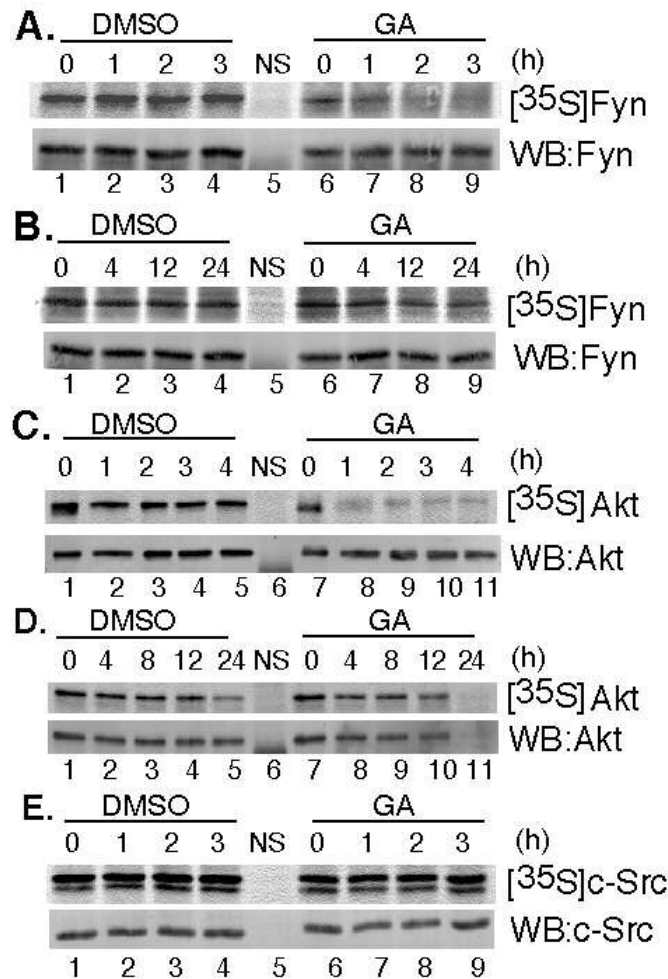 A. DMSO GA
0 1 2 3 NS 0 1 2 3 (h)
[35S]Fyn
WB:Fyn
1 2 3 4 5 6 7 8 9
B. DMSO GA
0 4 12 24 NS 0 4 12 24 (h)
[35S]Fyn
WB:Fyn
1 2 3 4 5 6 7 8 9
C. DMSO GA
0 1 2 3 4 NS 0 1 2 3 4 (h)
[35S]Akt
WB:Akt
1 2 3 4 5 6 7 8 9 10 11
D. DMSO GA
0 4 8 12 24 NS 0 4 8 12 24 (h)
[35S]Akt
WB:Akt
1 2 3 4 5 6 7 8 9 10 11
E. DMSO GA
0 1 2 3 NS 0 1 2 3 (h)
[35S]c-Src
WB:c-Src
1 2 3 4 5 6 7 8 9